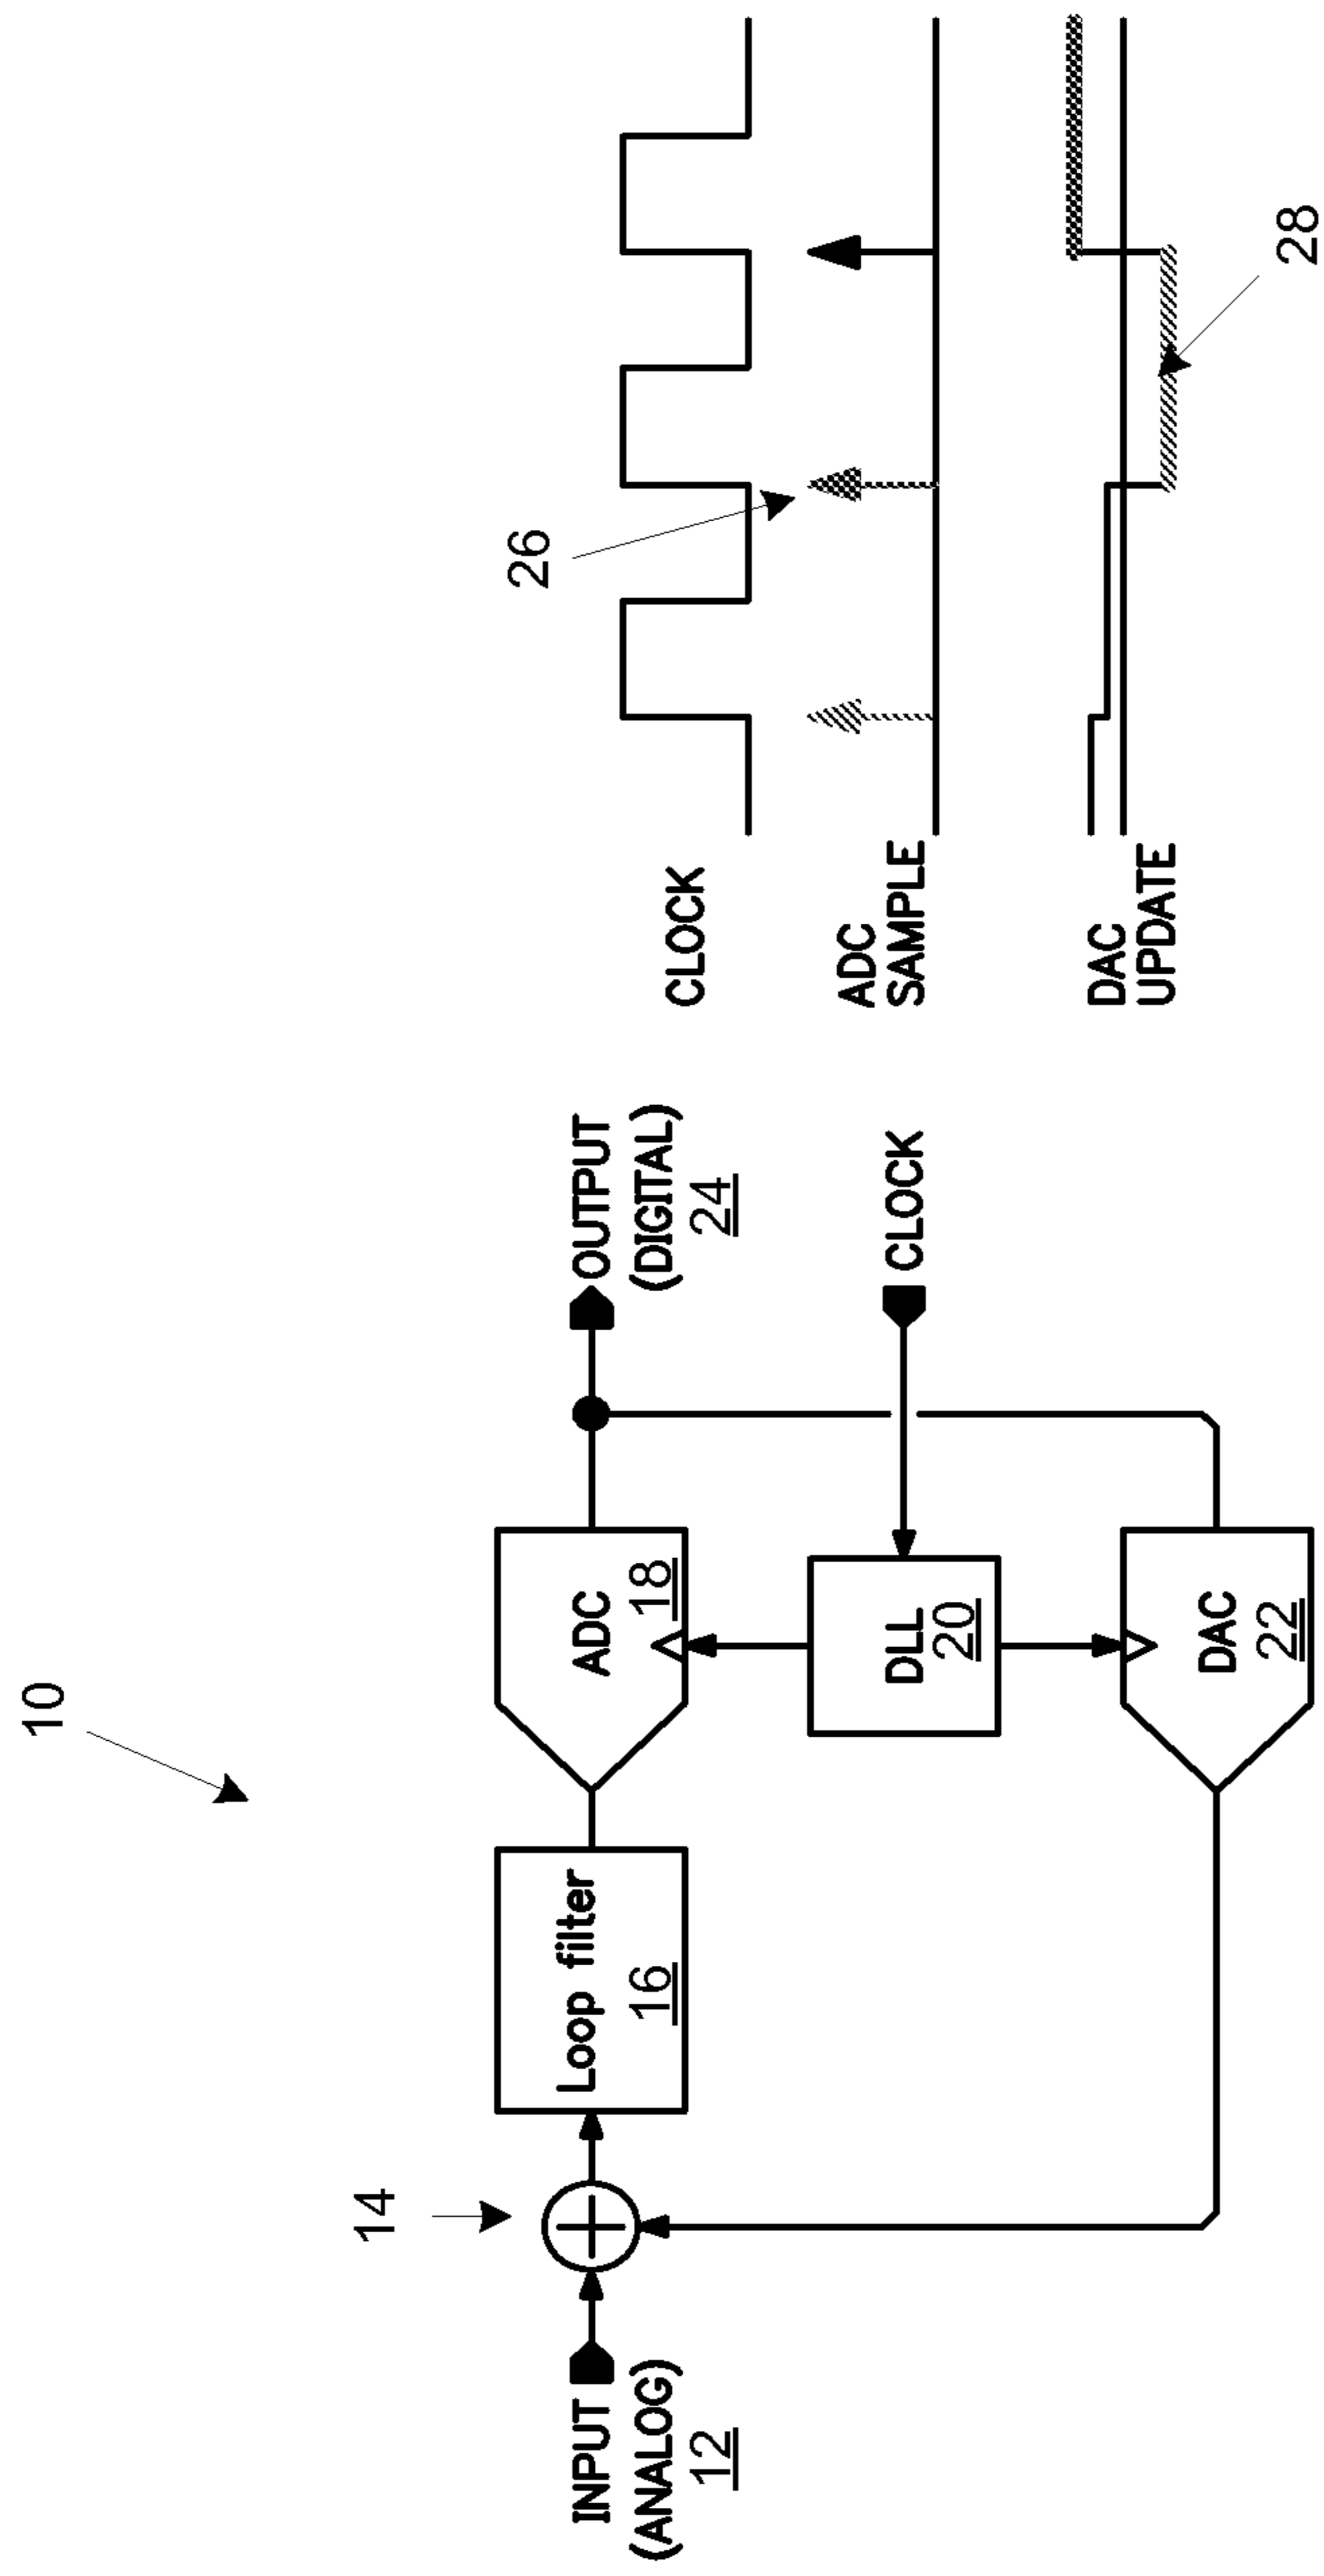 10
14
INPUT
(ANALOG)
12
Loop filter
16
ADC
18
OUTPUT
(DIGITAL)
24
DLL
20
CLOCK
DAC
22
CLOCK
26
ADC
SAMPLE
DAC
UPDATE
28